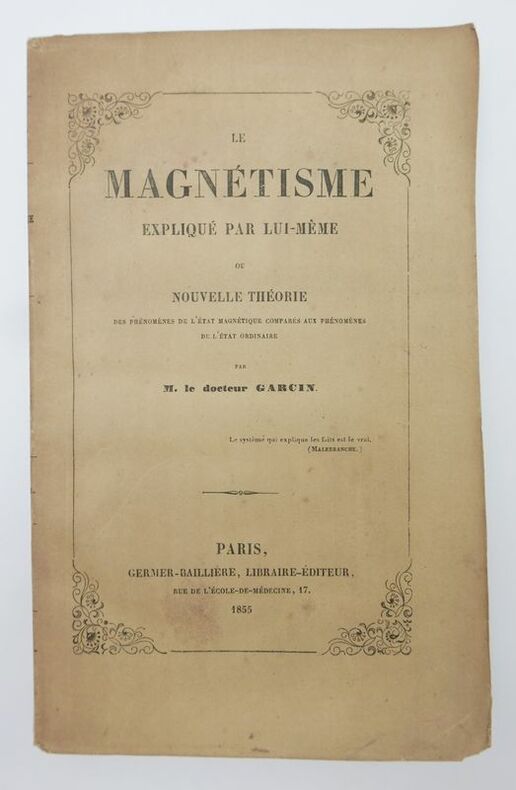 LE
MAGNÉTISME
EXPLIQUÉ PAR LUI-MÊME
OU
NOUVELLE THÉORIE
DES PHÉNOMÈNES DE L'ÉTAT MAGNÉTIQUE COMPARÉS AUX PHÉNOMÈNES
DE L'ÉTAT ORDINAIRE
PAR
M. le docteur GARCIN.
Le système qui explique les faits est le vrai.
(MALEBRANCHE.)
PARIS,
GERMER-BAILLIÈRE, LIBRAIRE-ÉDITEUR,
RUE DE L'ÉCOLE-DE-MÉDECINE, 17.
1855